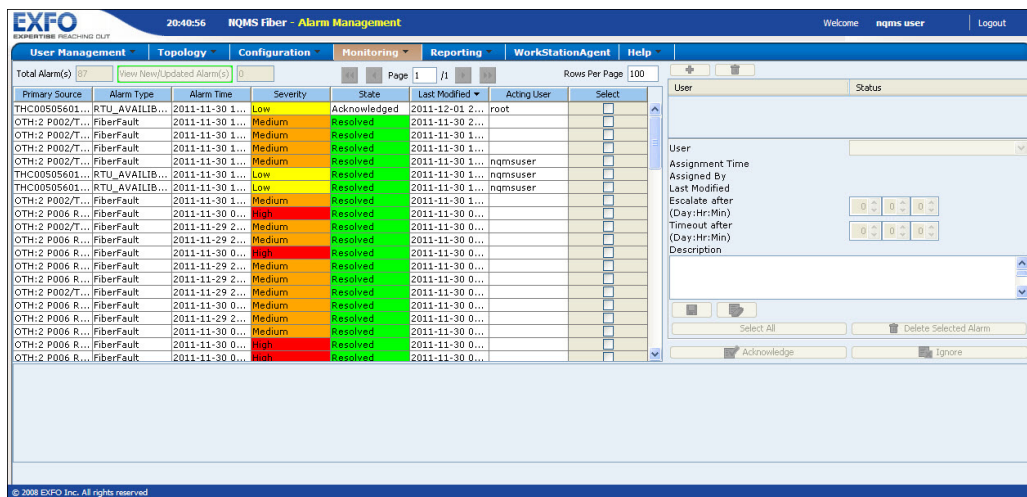 EXFO
EXPERTISE REACHING OUT
20:40:56 NQMS Fiber - Alarm Management
Welcome nqms user Logout
User Management Topology Configuration Monitoring Reporting WorkStationAgent Help
Total Alarm(s) 87 View New/Updated Alarm(s) 0 Page 1 /1 Rows Per Page 100
Primary Source Alarm Type Alarm Time Severity State Last Modified Acting User Select
THC00505601... RTU_AVAILIB... 2011-11-30 1... Low Acknowledged 2011-12-01 2... root
OTH:2 P002/T... FiberFault 2011-11-30 1... Medium Resolved 2011-11-30 2...
OTH:2 P002/T... FiberFault 2011-11-30 1... Medium Resolved 2011-11-30 1...
OTH:2 P002/T... FiberFault 2011-11-30 1... Medium Resolved 2011-11-30 1...
OTH:2 P002/T... FiberFault 2011-11-30 1... Medium Resolved 2011-11-30 1... nqmsuser
THC00505601... RTU_AVAILIB... 2011-11-30 1... Low Resolved 2011-11-30 1... nqmsuser
THC00505601... RTU_AVAILIB... 2011-11-30 1... Low Resolved 2011-11-30 1... nqmsuser
OTH:2 P002/T... FiberFault 2011-11-30 1... Medium Resolved 2011-11-30 1...
OTH:2 P006 R... FiberFault 2011-11-30 0... High Resolved 2011-11-30 0...
OTH:2 P002/T... FiberFault 2011-11-29 2... Medium Resolved 2011-11-30 0...
OTH:2 P006 R... FiberFault 2011-11-29 2... Medium Resolved 2011-11-30 0...
OTH:2 P006 R... FiberFault 2011-11-30 0... High Resolved 2011-11-30 0...
OTH:2 P006 R... FiberFault 2011-11-29 2... Medium Resolved 2011-11-30 0...
OTH:2 P006 R... FiberFault 2011-11-29 2... Medium Resolved 2011-11-30 0...
OTH:2 P002/T... FiberFault 2011-11-29 2... Medium Resolved 2011-11-30 0...
OTH:2 P006 R... FiberFault 2011-11-30 0... Medium Resolved 2011-11-30 0...
OTH:2 P006 R... FiberFault 2011-11-29 2... Medium Resolved 2011-11-30 0...
OTH:2 P006 R... FiberFault 2011-11-30 0... Medium Resolved 2011-11-30 0...
OTH:2 P006 R... FiberFault 2011-11-30 0... High Resolved 2011-11-30 0...
OTH:2 P006 R... FiberFault 2011-11-30 0... High Resolved 2011-11-30 0...
User Status
User
Assignment Time
Assigned By
Last Modified
Escalate after
(Day:Hr:Min) 0 0 0
Timeout after
(Day:Hr:Min) 0 0 0
Description
Select All Delete Selected Alarm
Acknowledge Ignore
© 2008 EXFO Inc. All rights reserved